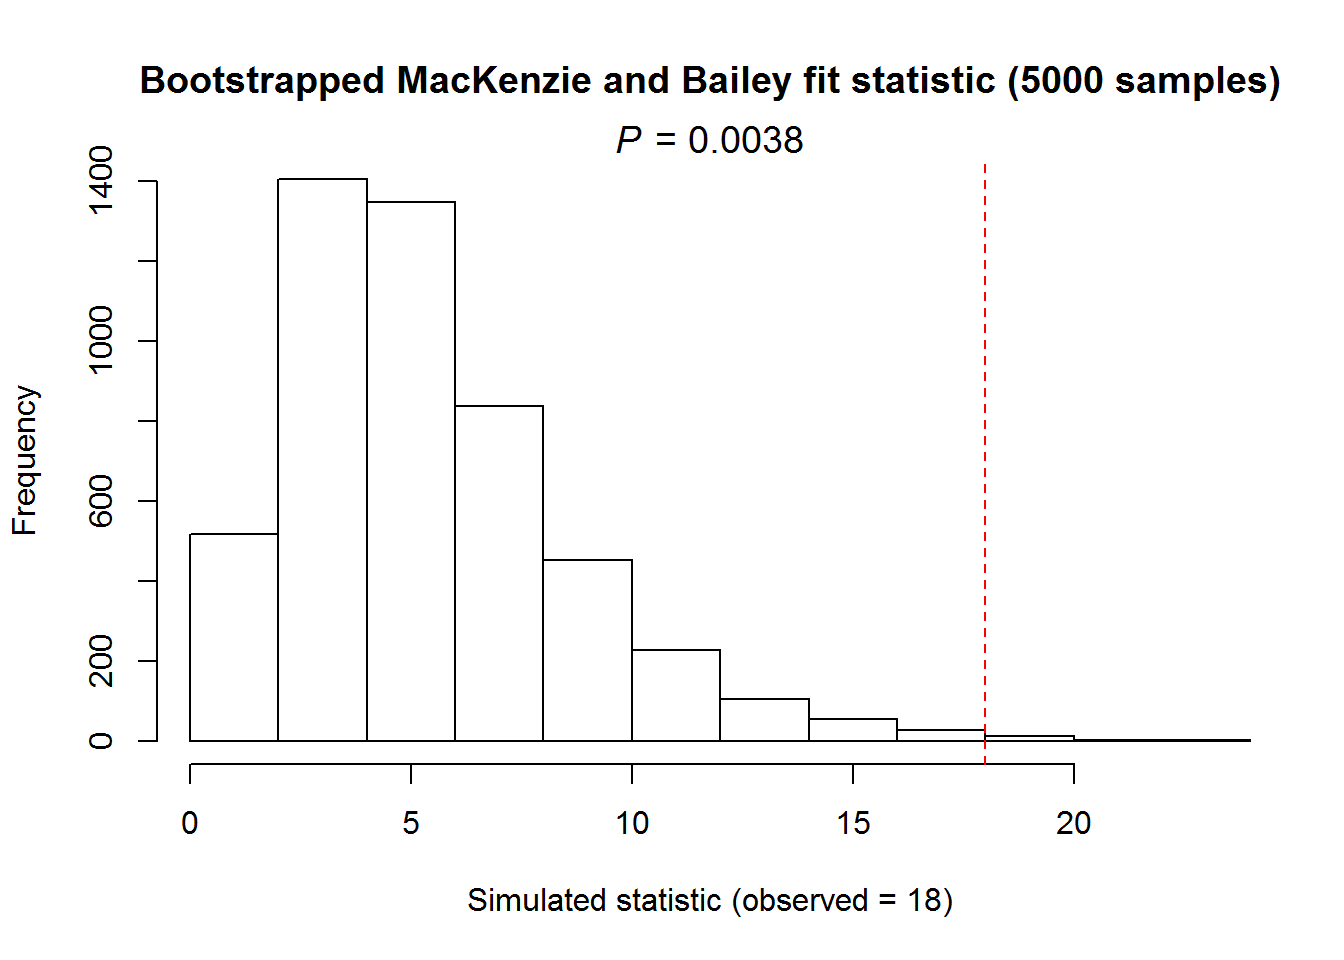 Bootstrapped MacKenzie and Bailey fit statistic (5000 samples)
P = 0.0038
Frequency
1400
1000
600
200
0
0 5 10 15 20
Simulated statistic (observed = 18)